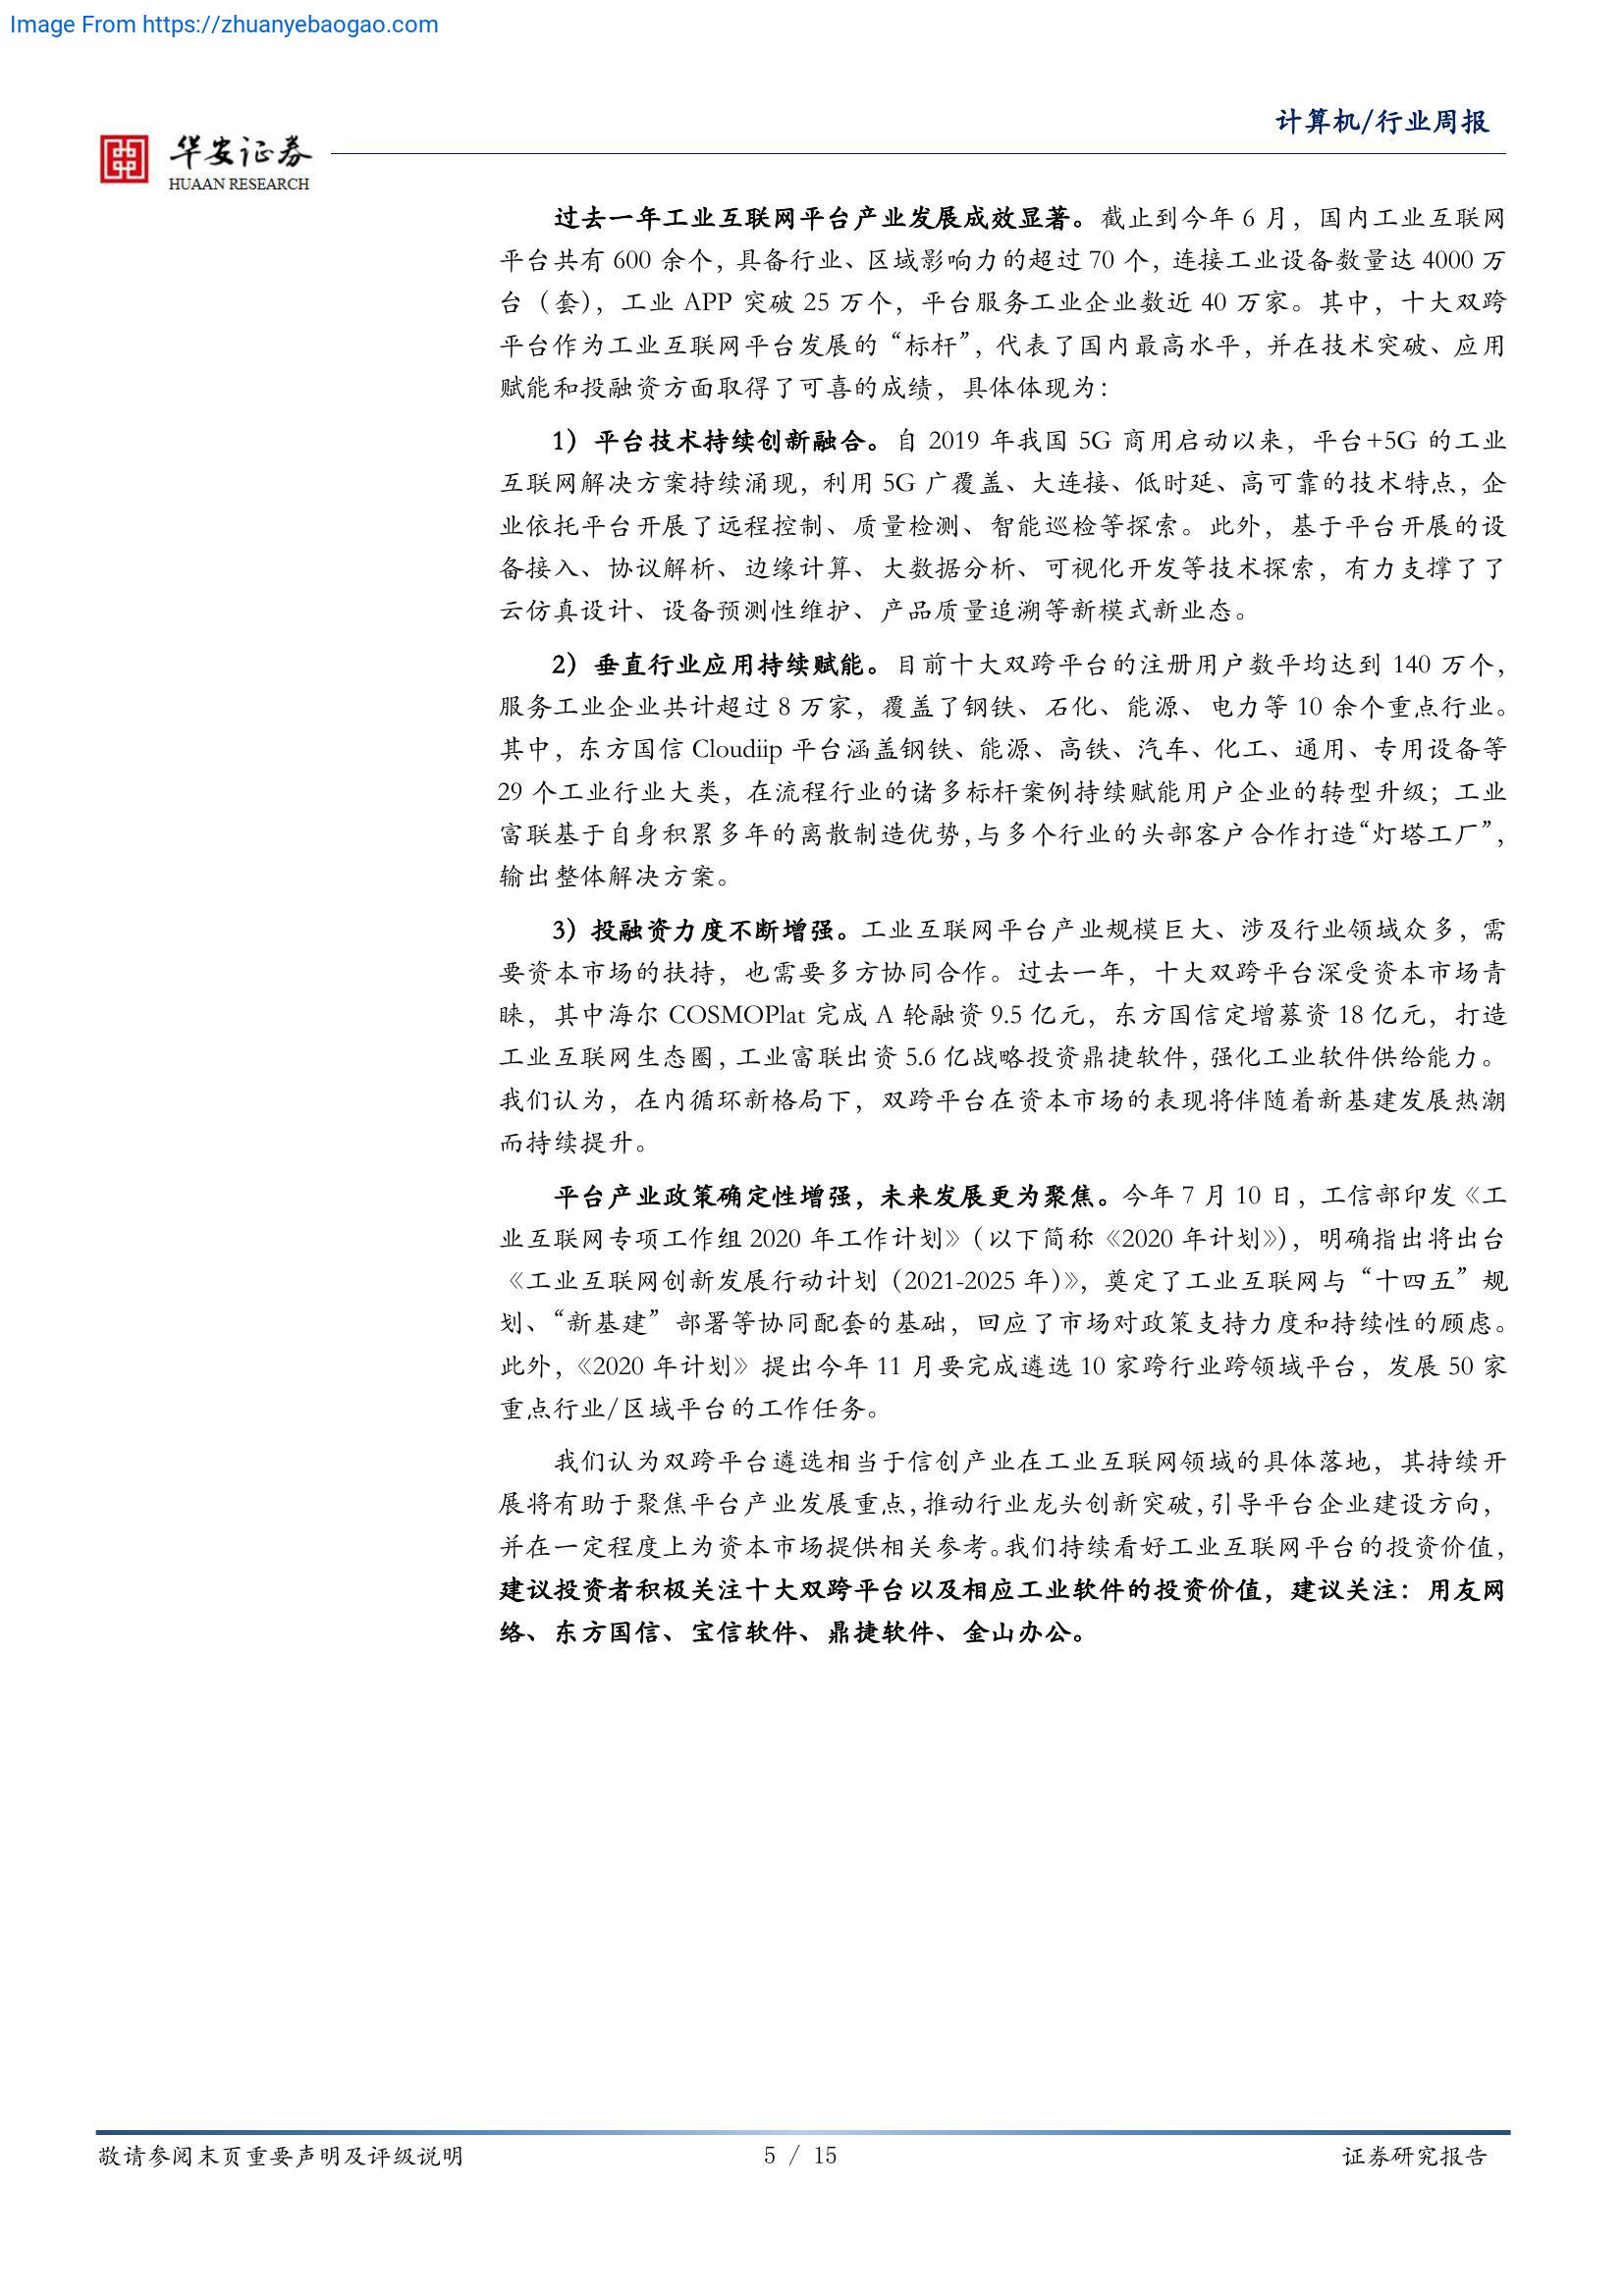 Image From https://zhuanyebaogao.com
计算机/行业周报
华安证券
HUAAN RESEARCH
过去一年工业互联网平台产业发展成效显著。截止到今年 6 月，国内工业互联网
平台共有 600 余个，具备行业、区域影响力的超过 70 个，连接工业设备数量达 4000 万
台（套），工业 APP 突破 25 万个，平台服务工业企业数近 40 万家。其中，十大双跨
平台作为工业互联网平台发展的“标杆”，代表了国内最高水平，并在技术突破、应用
赋能和投融资方面取得了可喜的成绩，具体体现为：
1）平台技术持续创新融合。自 2019 年我国 5G 商用启动以来，平台+5G 的工业
互联网解决方案持续涌现，利用 5G 广覆盖、大连接、低时延、高可靠的技术特点，企
业依托平台开展了远程控制、质量检测、智能巡检等探索。此外，基于平台开展的设
备接入、协议解析、边缘计算、大数据分析、可视化开发等技术探索，有力支撑了了
云仿真设计、设备预测性维护、产品质量追溯等新模式新业态。
2）垂直行业应用持续赋能。目前十大双跨平台的注册用户数平均达到 140 万个，
服务工业企业共计超过 8 万家，覆盖了钢铁、石化、能源、电力等 10 余个重点行业。
其中，东方国信 Cloudiip 平台涵盖钢铁、能源、高铁、汽车、化工、通用、专用设备等
29 个工业行业大类，在流程行业的诸多标杆案例持续赋能用户企业的转型升级；工业
富联基于自身积累多年的离散制造优势，与多个行业的头部客户合作打造“灯塔工厂”，
输出整体解决方案。
3）投融资力度不断增强。工业互联网平台产业规模巨大、涉及行业领域众多，需
要资本市场的扶持，也需要多方协同合作。过去一年，十大双跨平台深受资本市场青
睐，其中海尔 COSMOPlat 完成 A 轮融资 9.5 亿元，东方国信定增募资 18 亿元，打造
工业互联网生态圈，工业富联出资 5.6 亿战略投资鼎捷软件，强化工业软件供给能力。
我们认为，在内循环新格局下，双跨平台在资本市场的表现将伴随着新基建发展热潮
而持续提升。
平台产业政策确定性增强，未来发展更为聚焦。今年 7 月 10 日，工信部印发《工
业互联网专项工作组 2020 年工作计划》（以下简称《2020 年计划》），明确指出将出台
《工业互联网创新发展行动计划（2021-2025 年）》，奠定了工业互联网与“十四五”规
划、“新基建”部署等协同配套的基础，回应了市场对政策支持力度和持续性的顾虑。
此外，《2020 年计划》提出今年 11 月要完成遴选 10 家跨行业跨领域平台，发展 50 家
重点行业/区域平台的工作任务。
我们认为双跨平台遴选相当于信创产业在工业互联网领域的具体落地，其持续开
展将有助于聚焦平台产业发展重点，推动行业龙头创新突破，引导平台企业建设方向，
并在一定程度上为资本市场提供相关参考。我们持续看好工业互联网平台的投资价值，
建议投资者积极关注十大双跨平台以及相应工业软件的投资价值，建议关注：用友网
络、东方国信、宝信软件、鼎捷软件、金山办公。
敬请参阅末页重要声明及评级说明
5 / 15
证券研究报告